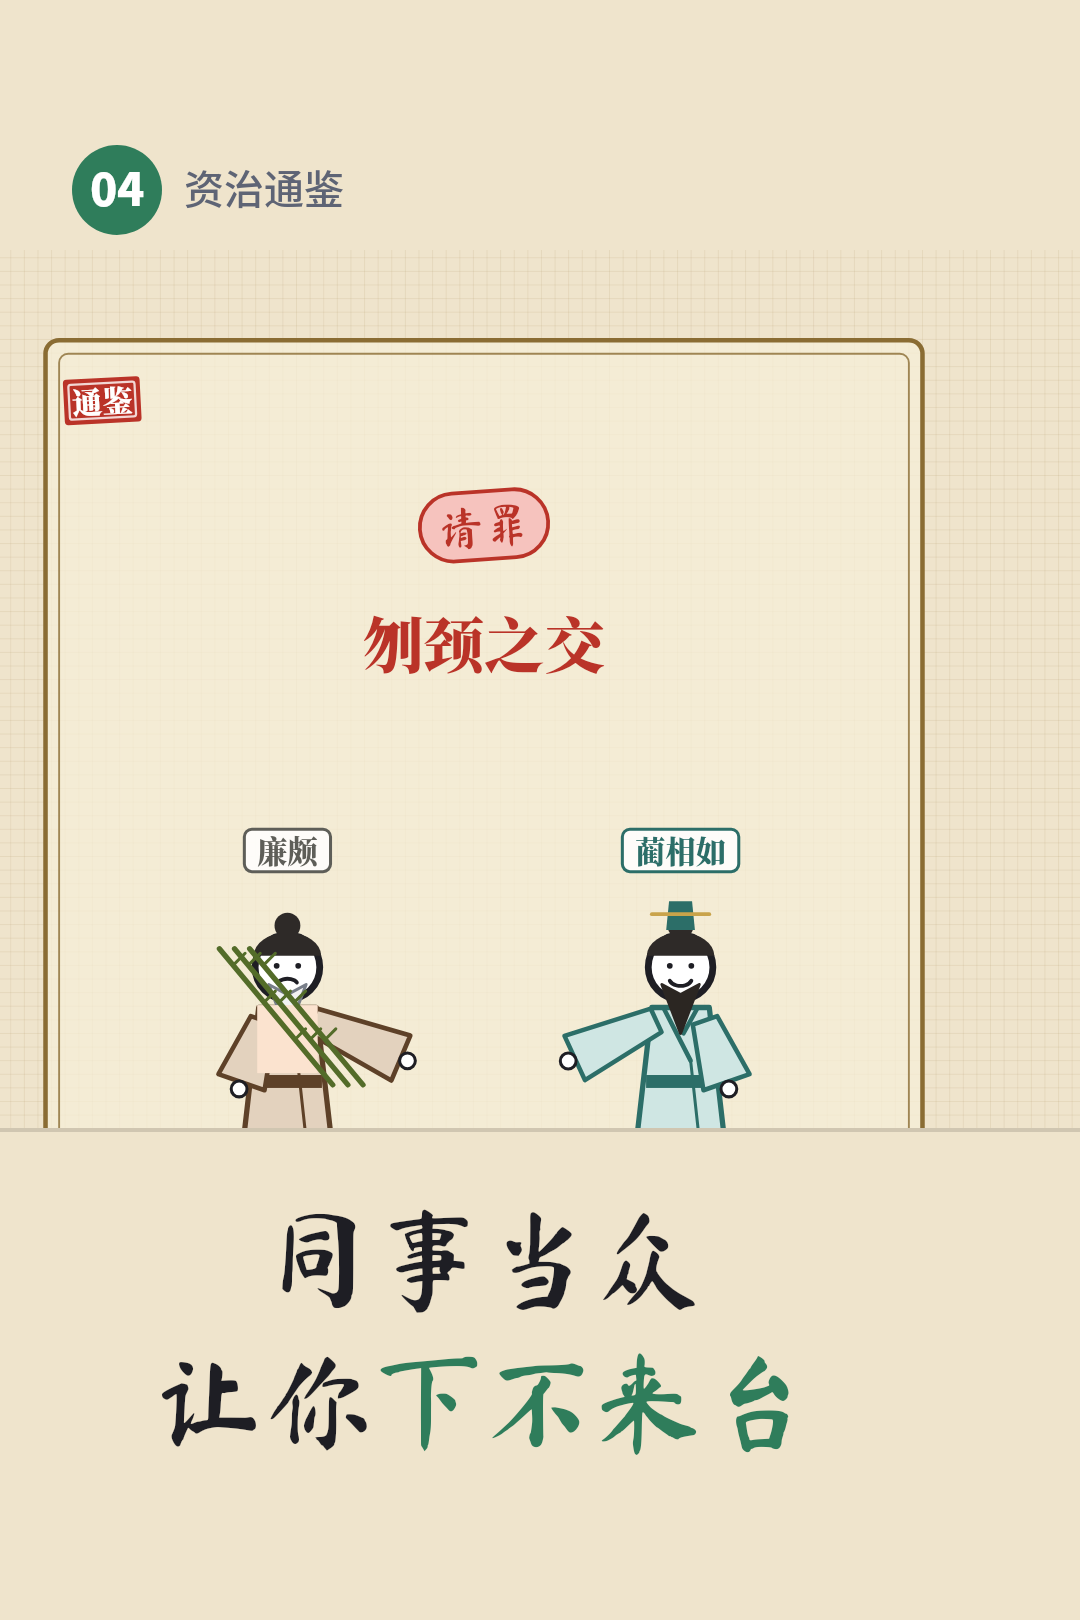 04 资治通鉴
通鉴
请罪
刎颈之交
廉颇 蔺相如
同事当众
让你下不来台